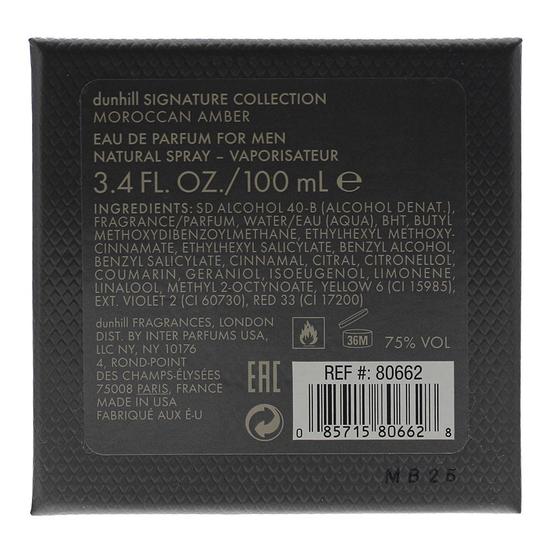 dunhill SIGNATURE COLLECTION
MOROCCAN AMBER
EAU DE PARFUM FOR MEN
NATURAL SPRAY – VAPORISATEUR
3.4 FL. OZ./100 mL ℮
INGREDIENTS: SD ALCOHOL 40-B (ALCOHOL DENAT.),
FRAGRANCE/PARFUM, WATER/EAU (AQUA), BHT, BUTYL
METHOXYDIBENZOYLMETHANE, ETHYLHEXYL METHOXY-
CINNAMATE, ETHYLHEXYL SALICYLATE, BENZYL ALCOHOL,
BENZYL SALICYLATE, CINNAMAL, CITRAL, CITRONELLOL,
COUMARIN, GERANIOL, ISOEUGENOL, LIMONENE,
LINALOOL, METHYL 2-OCTYNOATE, YELLOW 6 (CI 15985),
EXT. VIOLET 2 (CI 60730), RED 33 (CI 17200)
dunhill FRAGRANCES, LONDON
DIST. BY INTER PARFUMS USA,
LLC NY, NY, 10176
4, ROND-POINT
DES CHAMPS-ÉLYSÉES
75008 PARIS, FRANCE
MADE IN USA
FABRIQUÉ AUX É-U
36M
75% VOL
EAC
REF #: 80662
0 85715 80662 8
MB25